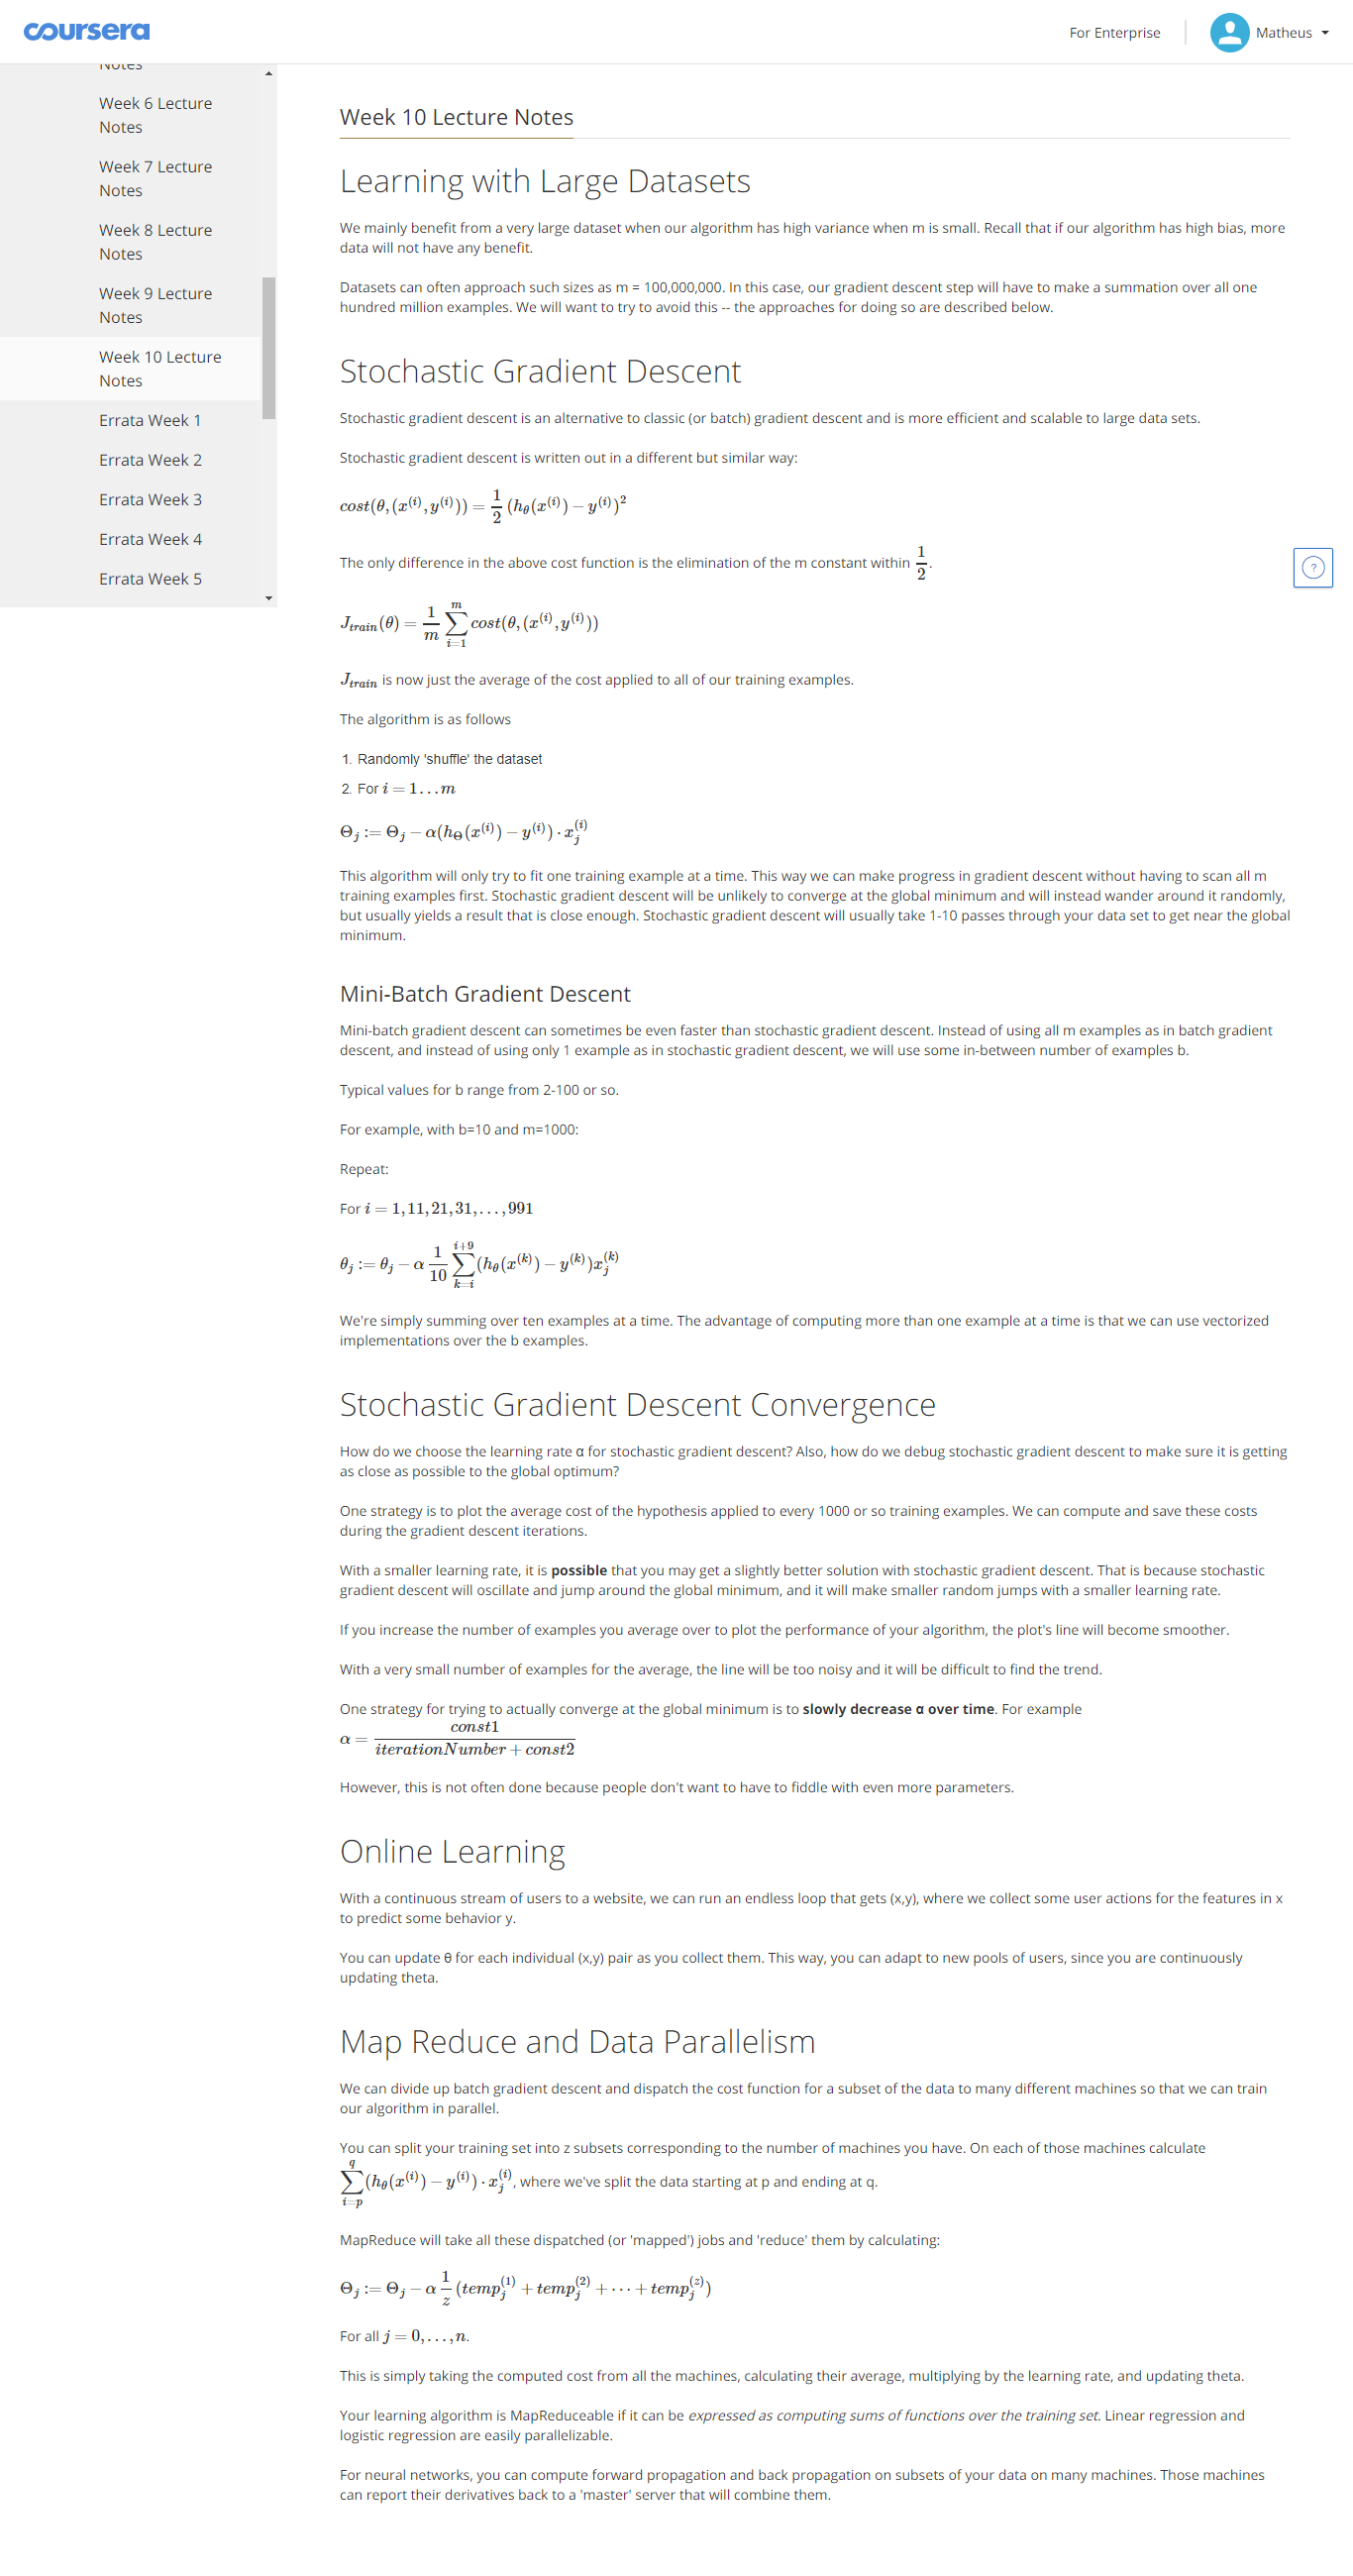 coursera
For Enterprise
Matheus
Notes
Week 6 Lecture
Notes
Week 7 Lecture
Notes
Week 8 Lecture
Notes
Week 9 Lecture
Notes
Week 10 Lecture
Notes
Errata Week 1
Errata Week 2
Errata Week 3
Errata Week 4
Errata Week 5
?
Week 10 Lecture Notes
Learning with Large Datasets
We mainly benefit from a very large dataset when our algorithm has high variance when m is small. Recall that if our algorithm has high bias, more
data will not have any benefit.
Datasets can often approach such sizes as m = 100,000,000. In this case, our gradient descent step will have to make a summation over all one
hundred million examples. We will want to try to avoid this -- the approaches for doing so are described below.
Stochastic Gradient Descent
Stochastic gradient descent is an alternative to classic (or batch) gradient descent and is more efficient and scalable to large data sets.
Stochastic gradient descent is written out in a different but similar way:
cost(θ,(x^{(i)},y^{(i)})) = \frac{1}{2}(h_θ(x^{(i)}) − y^{(i)})^2
The only difference in the above cost function is the elimination of the m constant within \frac{1}{2}.
J_{train}(θ) = \frac{1}{m} \sum_{i=1}^{m} cost(θ,(x^{(i)},y^{(i)}))
J_{train} is now just the average of the cost applied to all of our training examples.
The algorithm is as follows
1. Randomly 'shuffle' the dataset
2. For i = 1…m
Θ_j := Θ_j − α(h_Θ(x^{(i)}) − y^{(i)}) · x_j^{(i)}
This algorithm will only try to fit one training example at a time. This way we can make progress in gradient descent without having to scan all m
training examples first. Stochastic gradient descent will be unlikely to converge at the global minimum and will instead wander around it randomly,
but usually yields a result that is close enough. Stochastic gradient descent will usually take 1-10 passes through your data set to get near the global
minimum.
Mini-Batch Gradient Descent
Mini-batch gradient descent can sometimes be even faster than stochastic gradient descent. Instead of using all m examples as in batch gradient
descent, and instead of using only 1 example as in stochastic gradient descent, we will use some in-between number of examples b.
Typical values for b range from 2-100 or so.
For example, with b=10 and m=1000:
Repeat:
For i = 1,11,21,31,…,991
θ_j := θ_j − α \frac{1}{10} \sum_{k=i}^{i+9} (h_θ(x^{(k)}) − y^{(k)})x_j^{(k)}
We're simply summing over ten examples at a time. The advantage of computing more than one example at a time is that we can use vectorized
implementations over the b examples.
Stochastic Gradient Descent Convergence
How do we choose the learning rate α for stochastic gradient descent? Also, how do we debug stochastic gradient descent to make sure it is getting
as close as possible to the global optimum?
One strategy is to plot the average cost of the hypothesis applied to every 1000 or so training examples. We can compute and save these costs
during the gradient descent iterations.
With a smaller learning rate, it is possible that you may get a slightly better solution with stochastic gradient descent. That is because stochastic
gradient descent will oscillate and jump around the global minimum, and it will make smaller random jumps with a smaller learning rate.
If you increase the number of examples you average over to plot the performance of your algorithm, the plot's line will become smoother.
With a very small number of examples for the average, the line will be too noisy and it will be difficult to find the trend.
One strategy for trying to actually converge at the global minimum is to slowly decrease α over time. For example
α = \frac{const1}{iterationNumber + const2}
However, this is not often done because people don't want to have to fiddle with even more parameters.
Online Learning
With a continuous stream of users to a website, we can run an endless loop that gets (x,y), where we collect some user actions for the features in x
to predict some behavior y.
You can update θ for each individual (x,y) pair as you collect them. This way, you can adapt to new pools of users, since you are continuously
updating theta.
Map Reduce and Data Parallelism
We can divide up batch gradient descent and dispatch the cost function for a subset of the data to many different machines so that we can train
our algorithm in parallel.
You can split your training set into z subsets corresponding to the number of machines you have. On each of those machines calculate
\sum_{i=p}^{q} (h_θ(x^{(i)}) − y^{(i)}) · x_j^{(i)}, where we've split the data starting at p and ending at q.
MapReduce will take all these dispatched (or 'mapped') jobs and 'reduce' them by calculating:
Θ_j := Θ_j − α \frac{1}{z}(temp_j^{(1)} + temp_j^{(2)} + ⋯ + temp_j^{(z)})
For all j = 0,…,n.
This is simply taking the computed cost from all the machines, calculating their average, multiplying by the learning rate, and updating theta.
Your learning algorithm is MapReduceable if it can be expressed as computing sums of functions over the training set. Linear regression and
logistic regression are easily parallelizable.
For neural networks, you can compute forward propagation and back propagation on subsets of your data on many machines. Those machines
can report their derivatives back to a 'master' server that will combine them.